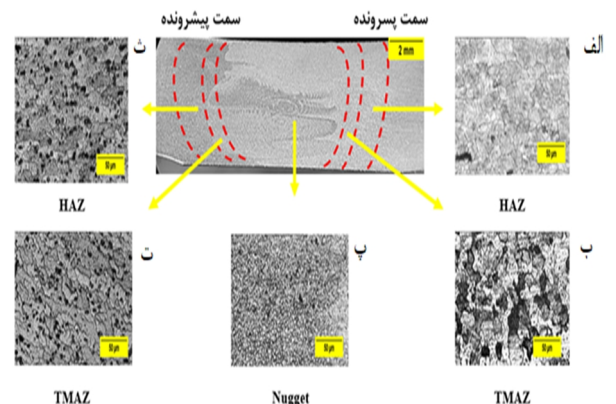 سمت پسرونده
سمت پیشرونده
2 mm
الف
50 µm
HAZ
ث
50 µm
HAZ
ب
50 µm
TMAZ
پ
50 µm
Nugget
ت
50 µm
TMAZ